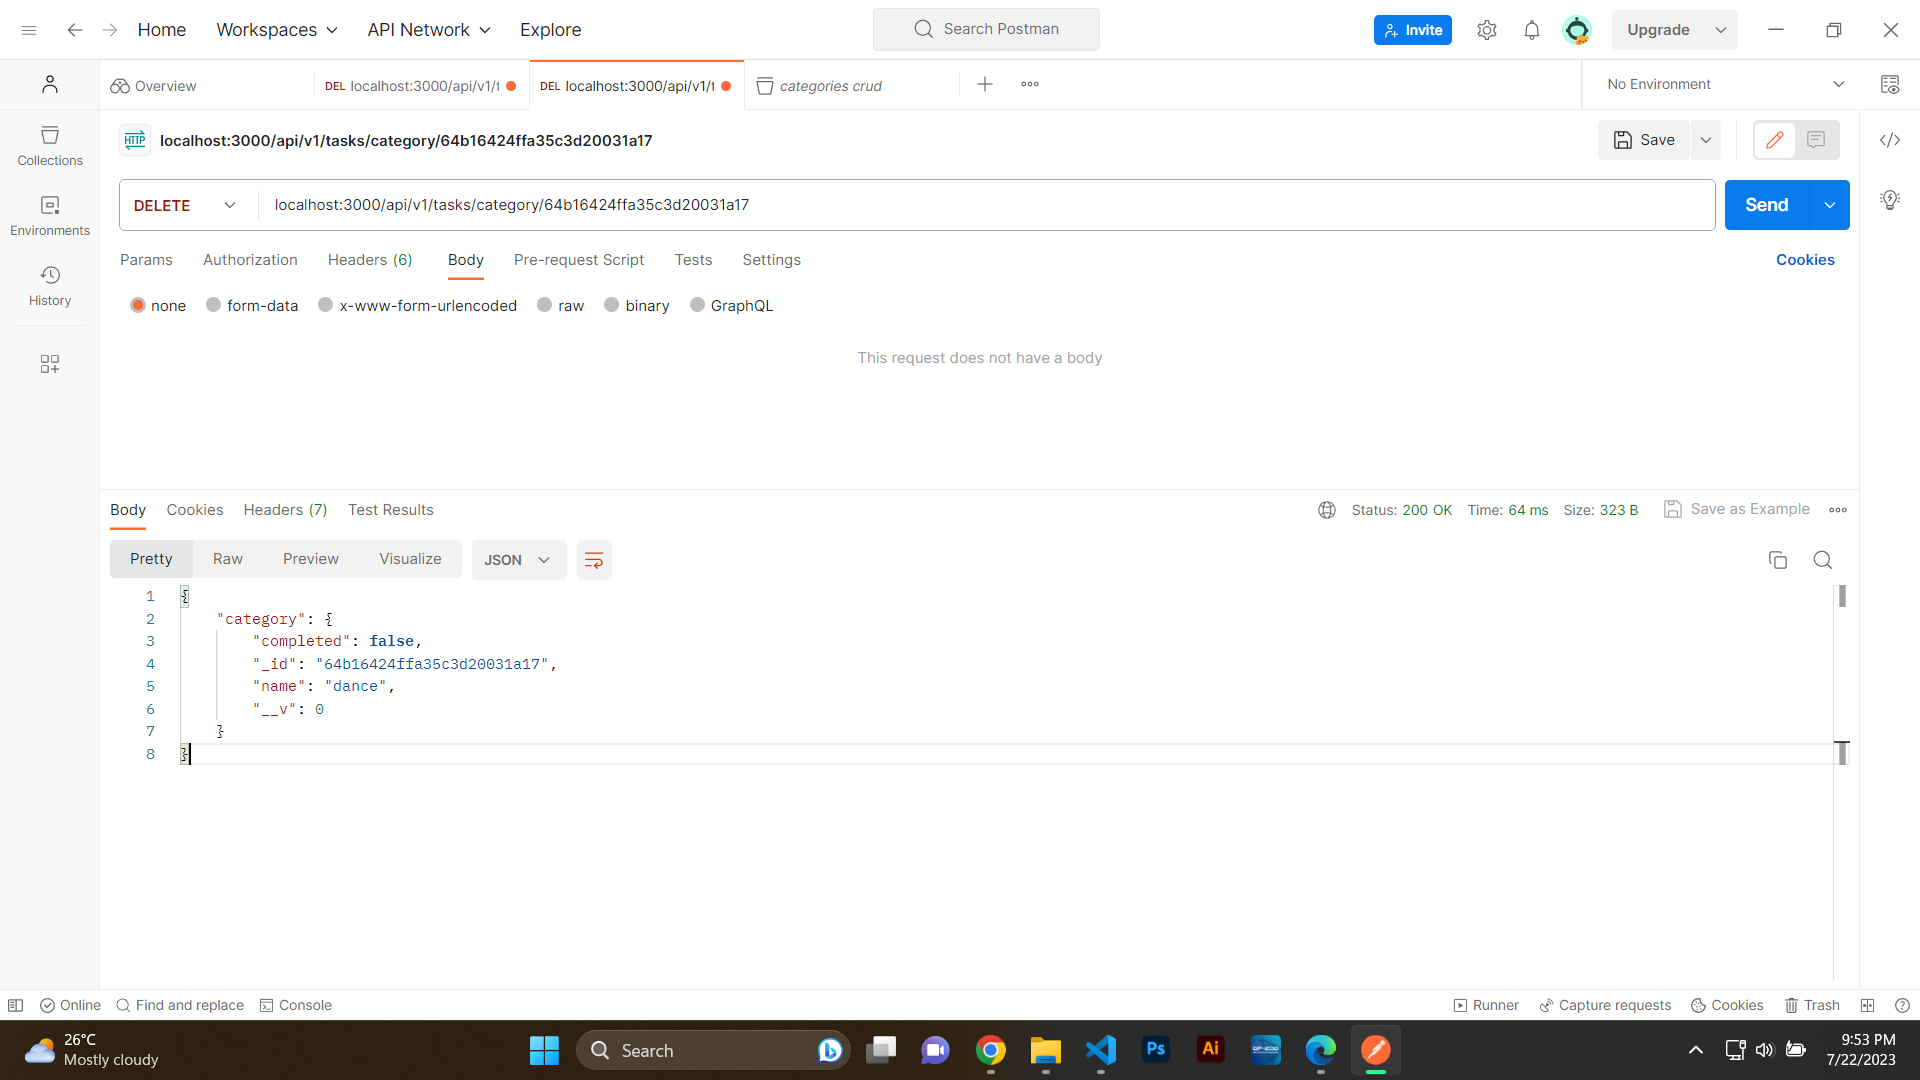 Home
Workspaces
API Network
Explore
Search Postman
Invite
Upgrade
Overview
DEL localhost:3000/api/v1/t
DEL localhost:3000/api/v1/t
categories crud
No Environment
HTTP
localhost:3000/api/v1/tasks/category/64b16424ffa35c3d20031a17
Save
Collections
Environments
History
DELETE
localhost:3000/api/v1/tasks/category/64b16424ffa35c3d20031a17
Send
Params
Authorization
Headers (6)
Body
Pre-request Script
Tests
Settings
Cookies
none
form-data
x-www-form-urlencoded
raw
binary
GraphQL
This request does not have a body
Body
Cookies
Headers (7)
Test Results
Status: 200 OK
Time: 64 ms
Size: 323 B
Save as Example
Pretty
Raw
Preview
Visualize
JSON
1 {
2 "category": {
3 "completed": false,
4 "_id": "64b16424ffa35c3d20031a17",
5 "name": "dance",
6 "__v": 0
7 }
8 }
Online
Find and replace
Console
Runner
Capture requests
Cookies
Trash
26°C
Mostly cloudy
Search
Ps
Ai
9:53 PM
7/22/2023